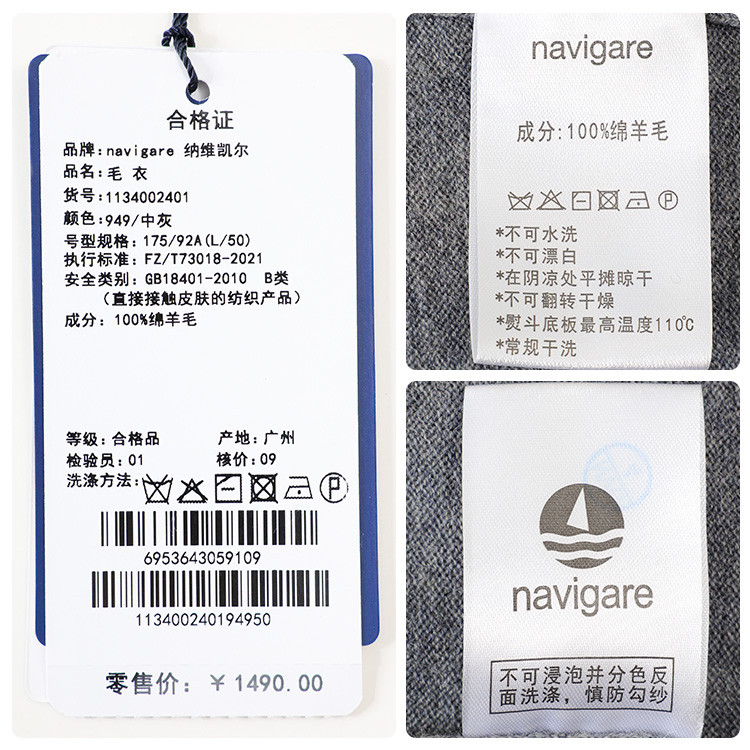 合格证
品牌:navigare 纳维凯尔
品名:毛 衣
货号:1134002401
颜色:949/中灰
号型规格: 175/92A(L/50)
执行标准: FZ/T73018-2021
安全类别: GB18401-2010 B类
（直接接触皮肤的纺织产品）
成分: 100%绵羊毛
等级:合格品 产地:广州
检验员:01 核价:09
洗涤方法:
6953643059109
113400240194950
零售价: ￥1490.00
navigare
成分:100%绵羊毛
*不可水洗
*不可漂白
*在阴凉处平摊晾干
*不可翻转干燥
*熨斗底板最高温度110℃
*常规干洗
navigare
不可浸泡并分色反
面洗涤，慎防勾纱